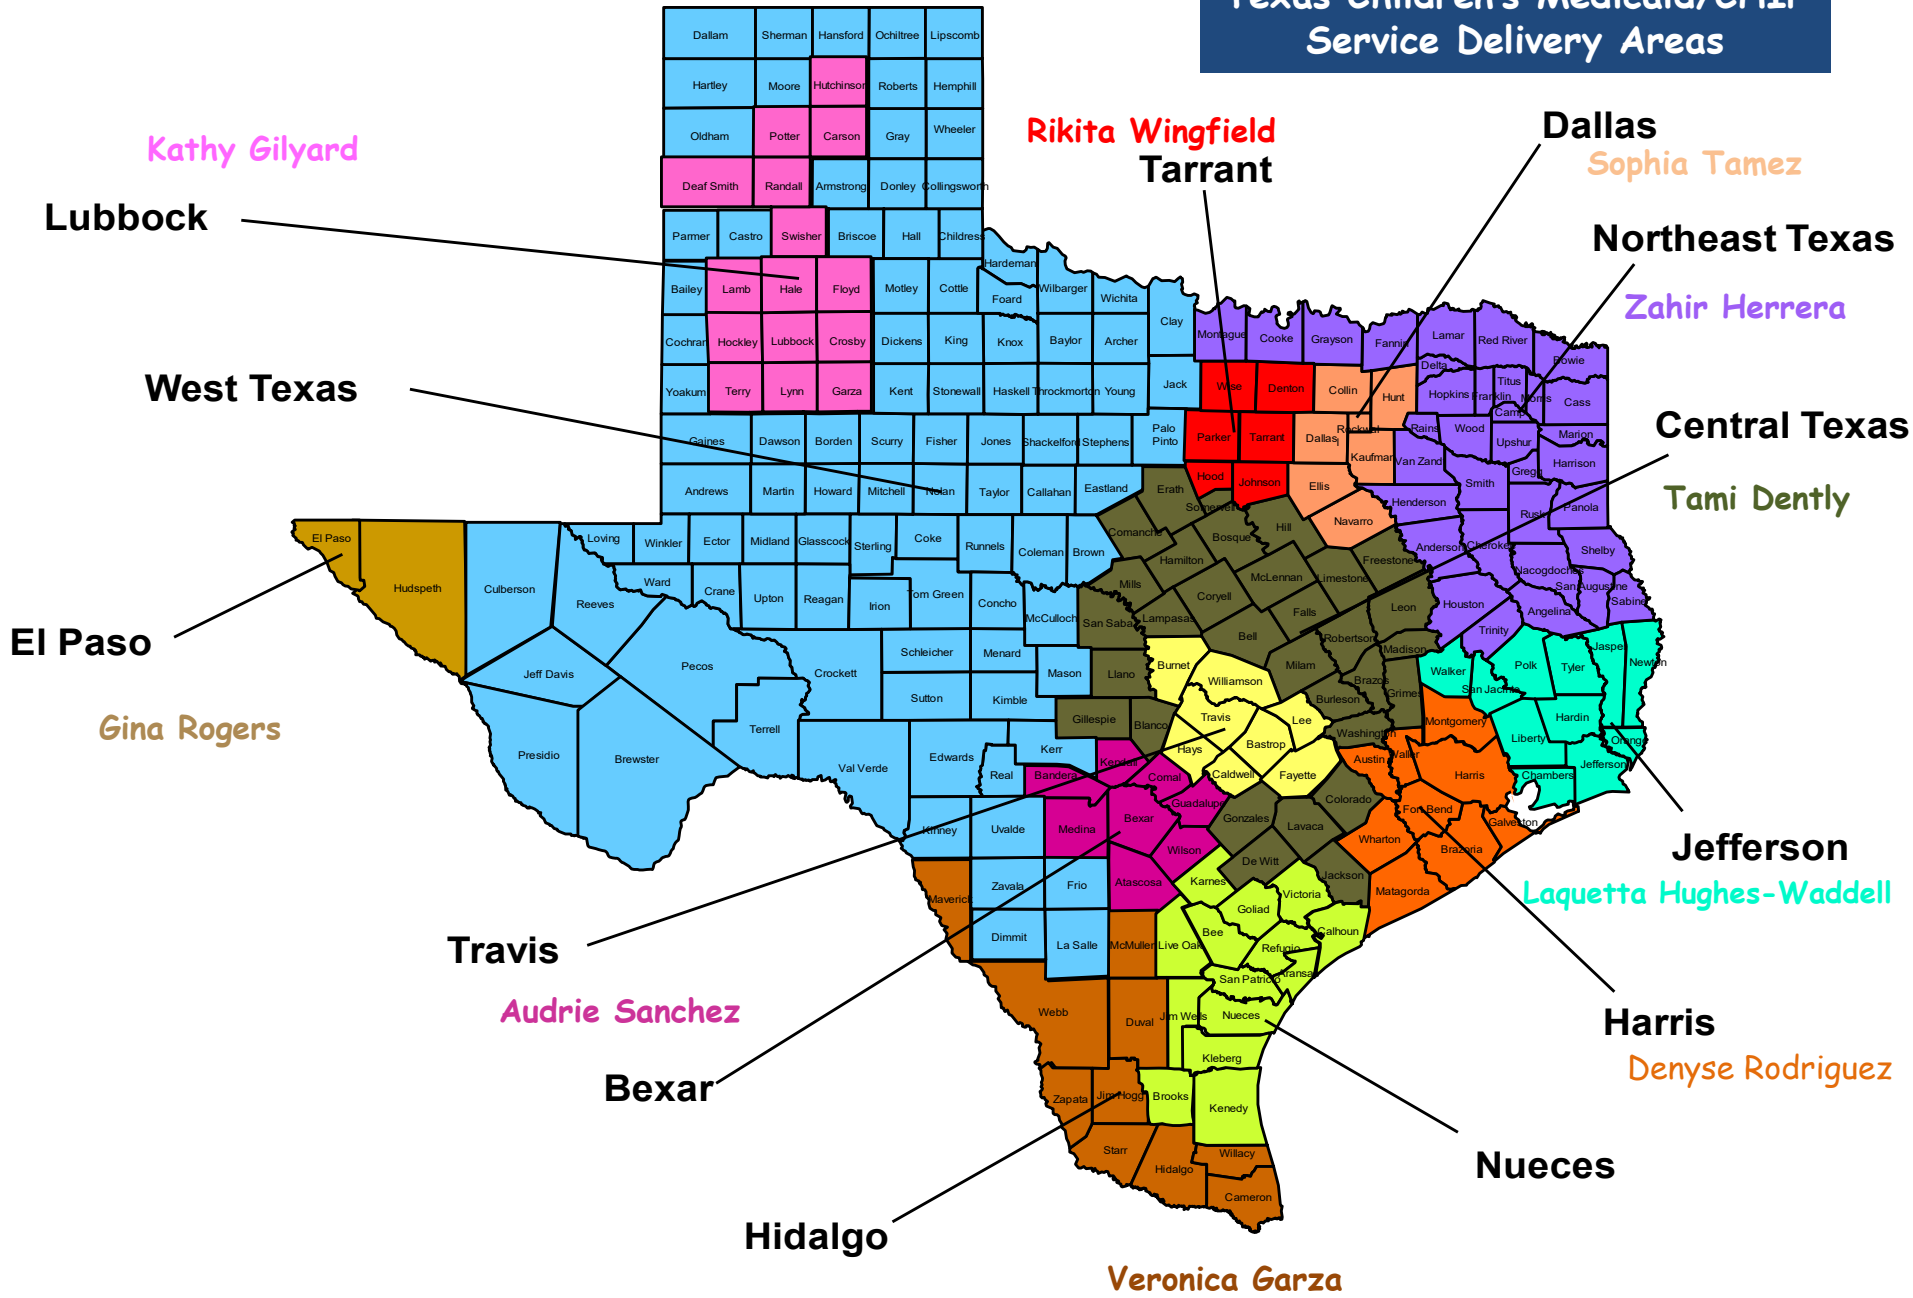 Texas Children's Medicaid/CHIP
Service Delivery Areas
Kathy Gilyard
Lubbock
West Texas
El Paso
Gina Rogers
Rikita Wingfield
Tarrant
Dallas
Sophia Tamez
Northeast Texas
Zahir Herrera
Central Texas
Tami Dently
Jefferson
Laquetta Hughes-Waddell
Harris
Denyse Rodriguez
Nueces
Travis
Audrie Sanchez
Bexar
Hidalgo
Veronica Garza
Dallam Sherman Hansford Ochiltree Lipscomb
Hartley Moore Hutchinson Roberts Hemphill
Oldham Potter Carson Gray Wheeler
Deaf Smith Randall Armstrong Donley Collingsworth
Parmer Castro Swisher Briscoe Hall Childress
Hardeman
Bailey Lamb Hale Floyd Motley Cottle Foard Wilbarger Wichita
Clay Montague Cooke Grayson Fannin Lamar Red River Bowie
Cochran Hockley Lubbock Crosby Dickens King Knox Baylor Archer
Yoakum Terry Lynn Garza Kent Stonewall Haskell Throckmorton Young Jack Wise Denton Collin Hunt
Delta Hopkins Franklin Titus Morris Camp Cass
Gaines Dawson Borden Scurry Fisher Jones Shackelford Stephens Palo
Pinto
Parker Tarrant Dallas Rockwall Kaufman Rains Wood Upshur Marion
Van Zand Gregg Harrison
Andrews Martin Howard Mitchell Nolan Taylor Callahan Eastland Erath Hood Johnson Ellis
Somervell Navarro Henderson Smith Rusk Panola
El Paso Hudspeth Culberson
Loving Winkler Ector Midland Glasscock Sterling Coke Runnels Coleman Brown
Comanche Bosque Hill Hamilton Freestone Anderson Cherokee Shelby
Reeves Ward Crane Upton Reagan Irion Tom Green Concho McCulloch
Mills Coryell McLennan Limestone Nacogdoches San Augustine Sabine
San Saba Lampasas Bell Falls Leon Houston Angelina Trinity
Jeff Davis Pecos Crockett Schleicher Menard Mason Llano Burnet Williamson Milam Robertson Madison
Walker Polk Tyler Jasper Newton
Sutton Kimble Brazos Grimes Burleson San Jacinto
Terrell Gillespie Blanco Travis Lee Washington Montgomery Liberty Hardin Orange
Presidio Brewster Val Verde Edwards Kerr Real Bandera Kendall Hays Bastrop
Comal Caldwell Fayette Austin Waller Harris Chambers Jefferson
Kinney Uvalde Medina Bexar Guadalupe Gonzales Lavaca Colorado Fort Bend Galveston
Wilson Wharton Brazoria
Maverick Zavala Frio Atascosa Karnes De Witt Jackson Matagorda
Victoria Goliad
Dimmit La Salle McMullen Live Oak Bee Refugio Calhoun
San Patricio Aransas
Webb Duval Jim Wells Nueces
Kleberg
Zapata Jim Hogg Brooks Kenedy
Starr Hidalgo Willacy
Cameron